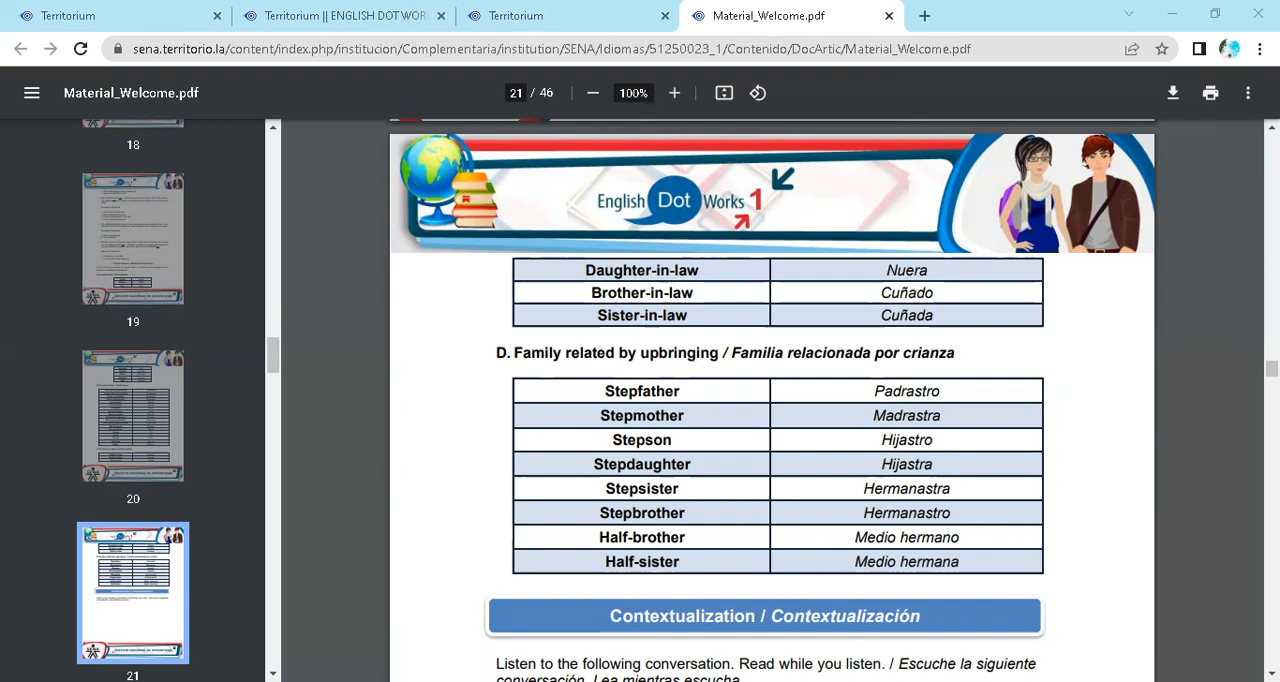 Territorium
Territorium || ENGLISH DOT WOR
Territorium
Material_Welcome.pdf
sena.territorio.la/content/index.php/institucion/Complementaria/institution/SENA/Idiomas/51250023_1/Contenido/DocArtic/Material_Welcome.pdf
Material_Welcome.pdf
21 / 46
100%
18
19
20
21
English Dot Works 1
Daughter-in-law Nuera
Brother-in-law Cuñado
Sister-in-law Cuñada
D. Family related by upbringing / Familia relacionada por crianza
Stepfather Padrastro
Stepmother Madrastra
Stepson Hijastro
Stepdaughter Hijastra
Stepsister Hermanastra
Stepbrother Hermanastro
Half-brother Medio hermano
Half-sister Medio hermana
Contextualization / Contextualización
Listen to the following conversation. Read while you listen. / Escuche la siguiente
conversación. Lea mientras escucha.